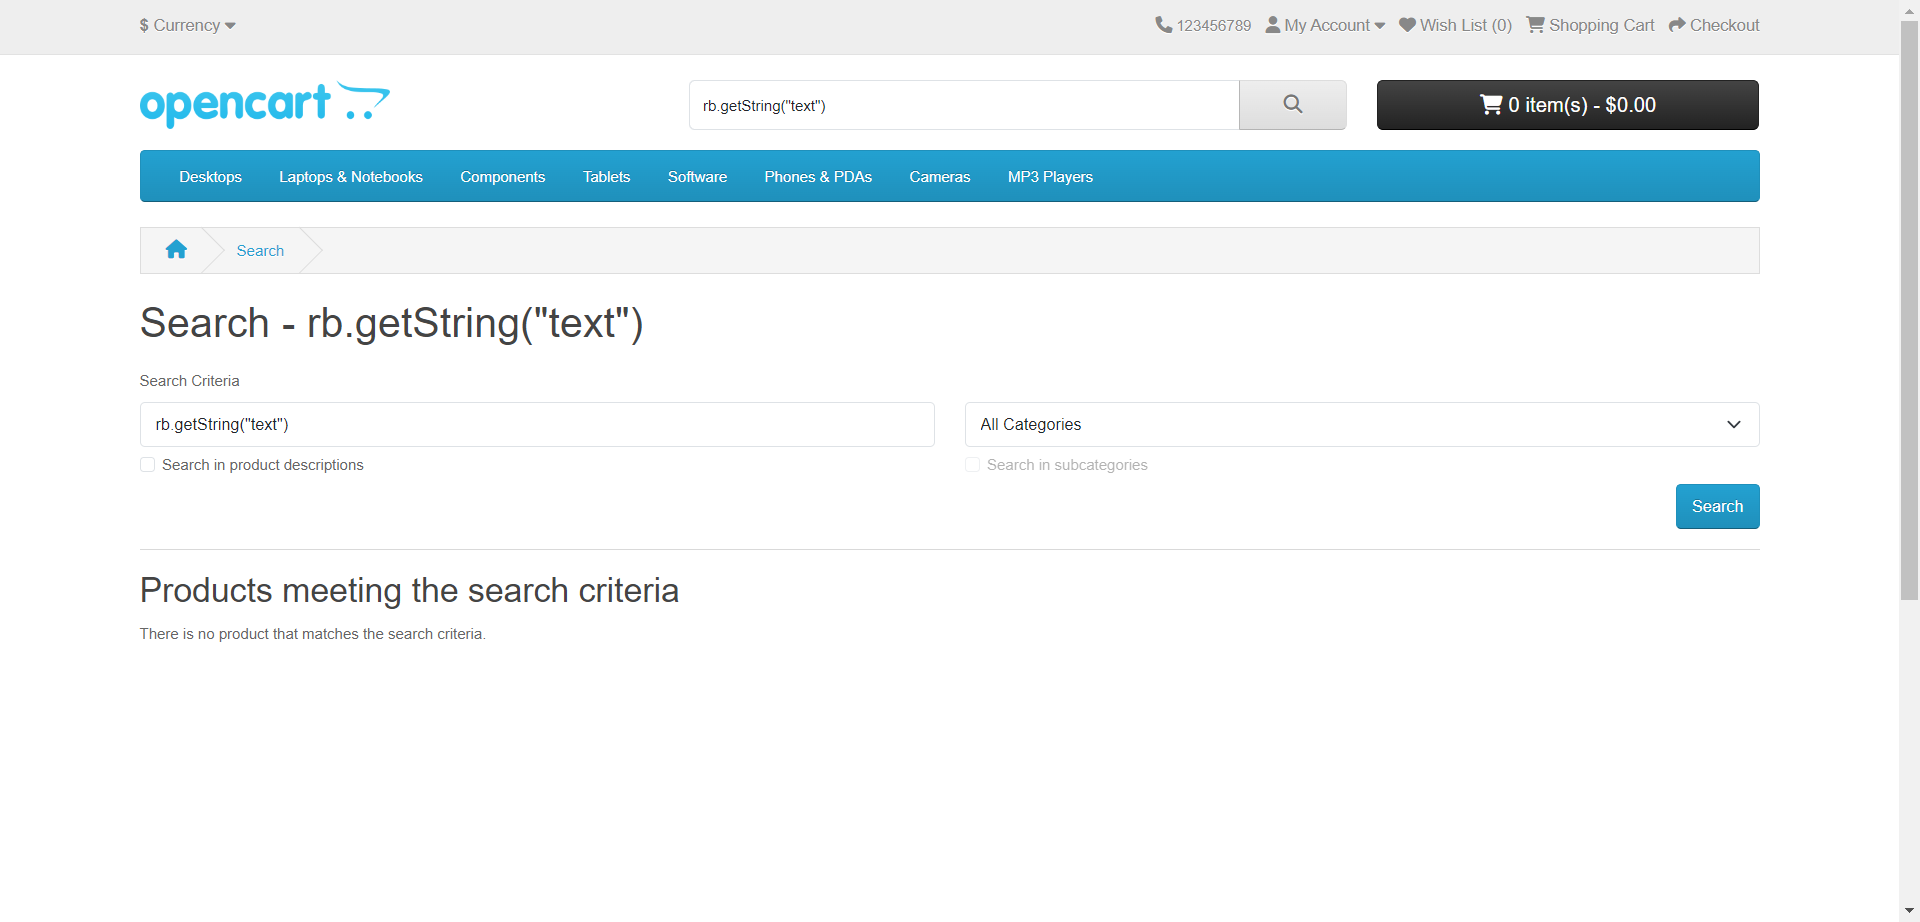 $ Currency
123456789 My Account Wish List (0) Shopping Cart Checkout
opencart
rb.getString("text")
0 item(s) - $0.00
Desktops Laptops & Notebooks Components Tablets Software Phones & PDAs Cameras MP3 Players
Search
Search - rb.getString("text")
Search Criteria
rb.getString("text")
All Categories
Search in product descriptions
Search in subcategories
Search
Products meeting the search criteria
There is no product that matches the search criteria.